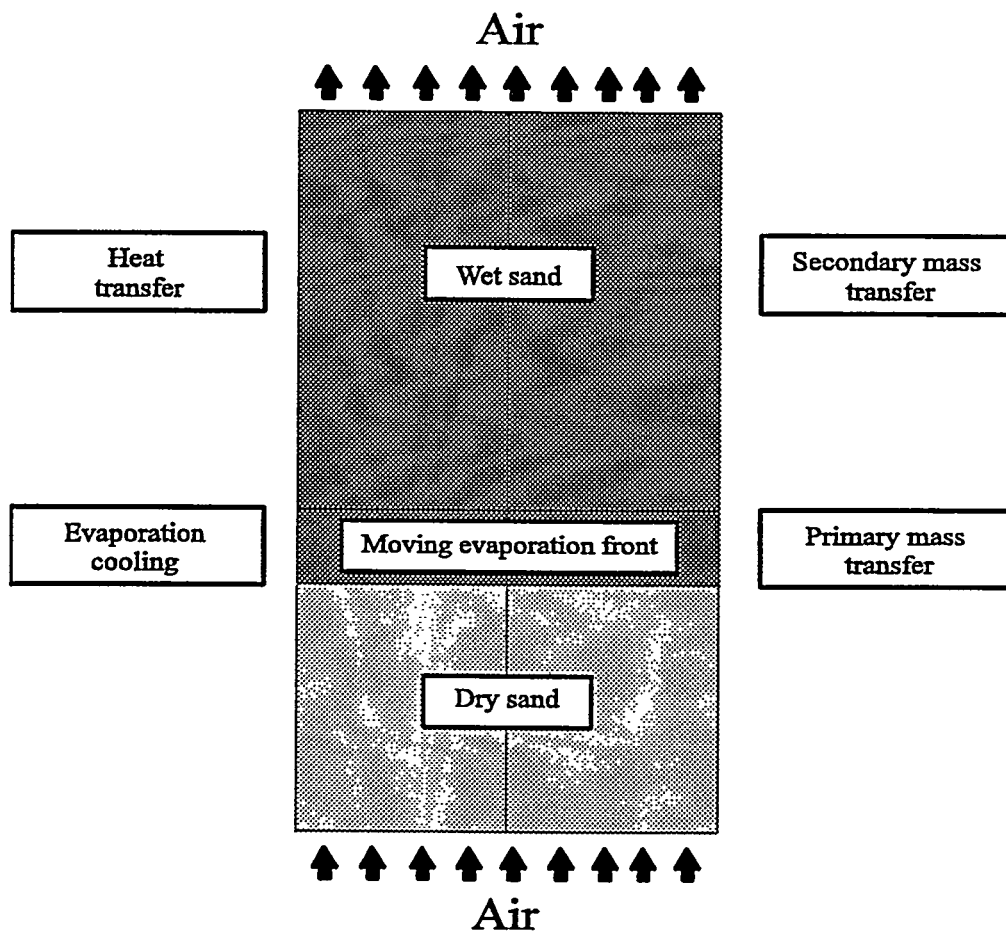 Air
Heat
transfer
Wet sand
Secondary mass
transfer
Evaporation
cooling
Moving evaporation front
Primary mass
transfer
Dry sand
Air